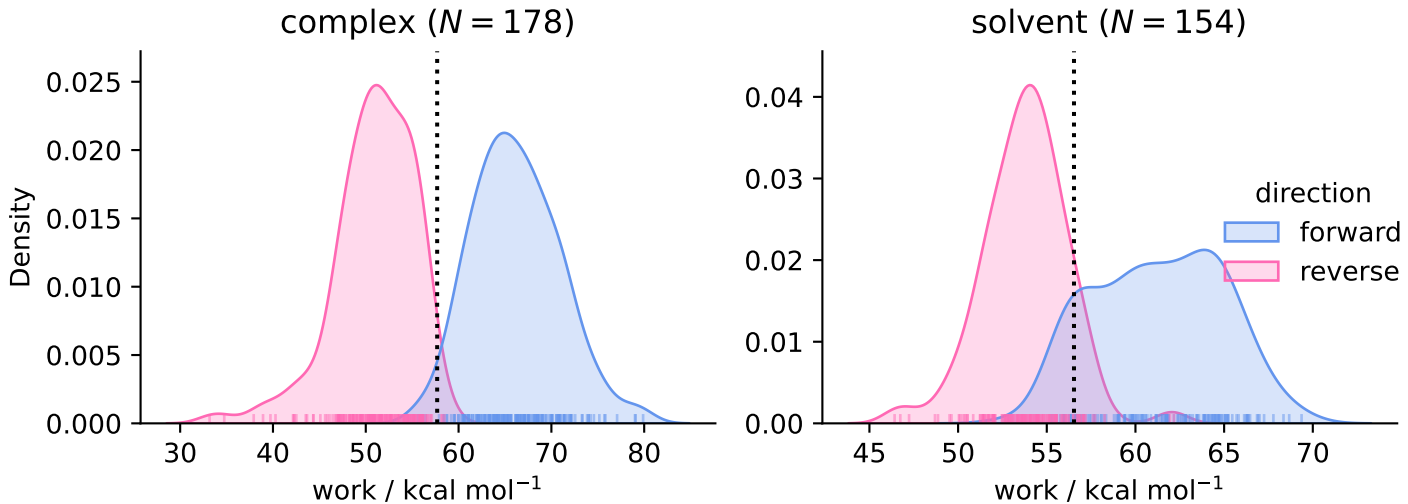 complex (N = 178)
Density
0.025
0.020
0.015
0.010
0.005
0.000
30 40 50 60 70 80
work / kcal mol⁻¹
solvent (N = 154)
0.04
0.03
0.02
0.01
0.00
45 50 55 60 65 70
work / kcal mol⁻¹
direction
forward
reverse